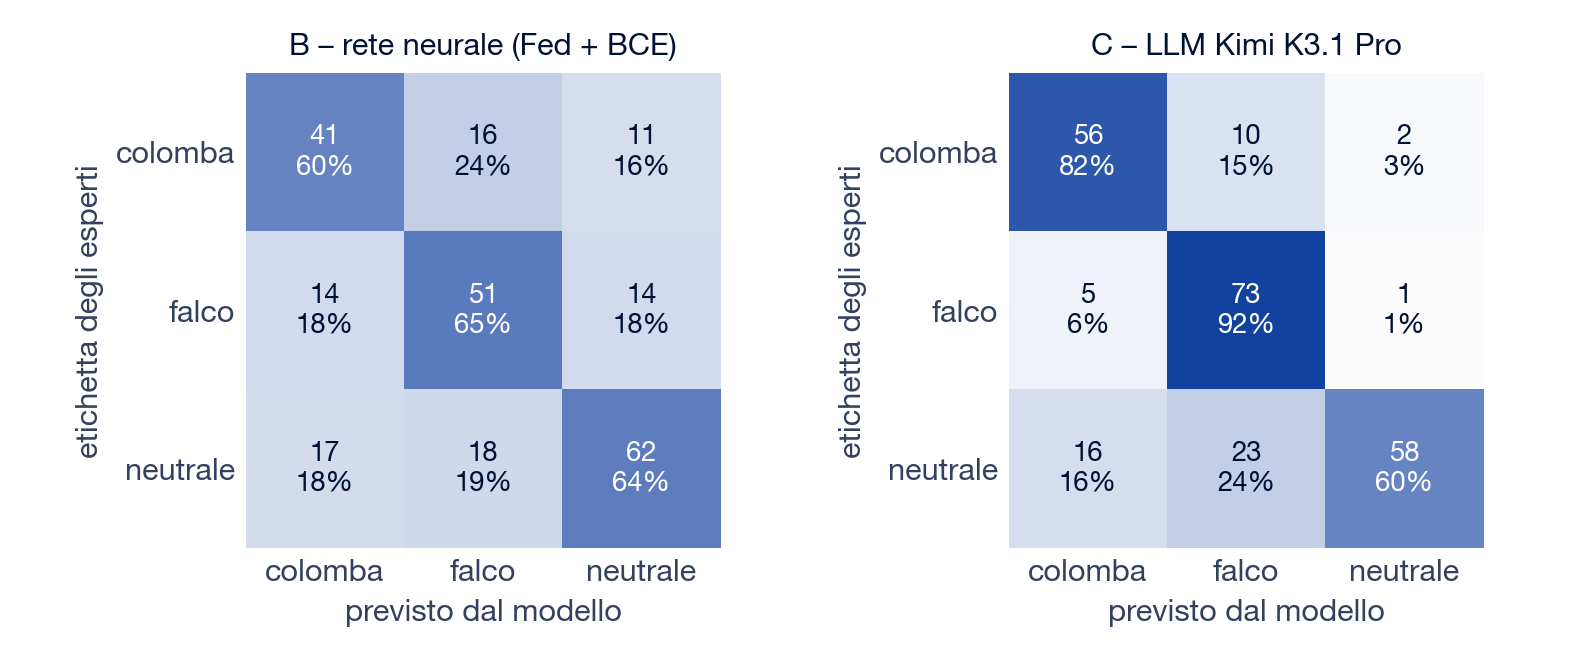 B – rete neurale (Fed + BCE)
etichetta degli esperti
colomba
41
60%
16
24%
11
16%
falco
14
18%
51
65%
14
18%
neutrale
17
18%
18
19%
62
64%
colomba falco neutrale
previsto dal modello
C – LLM Kimi K3.1 Pro
etichetta degli esperti
colomba
56
82%
10
15%
2
3%
falco
5
6%
73
92%
1
1%
neutrale
16
16%
23
24%
58
60%
colomba falco neutrale
previsto dal modello